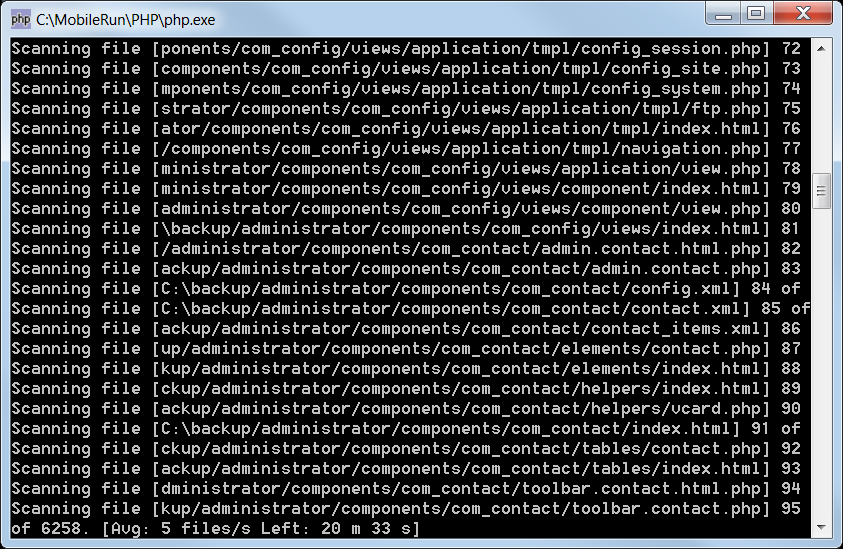 php C:\MobileRun\PHP\php.exe
Scanning file [ponents/com_config/views/application/tmpl/config_session.php] 72
Scanning file [components/com_config/views/application/tmpl/config_site.php] 73
Scanning file [mponents/com_config/views/application/tmpl/config_system.php] 74
Scanning file [strator/components/com_config/views/application/tmpl/ftp.php] 75
Scanning file [ator/components/com_config/views/application/tmpl/index.html] 76
Scanning file [/components/com_config/views/application/tmpl/navigation.php] 77
Scanning file [ministrator/components/com_config/views/application/view.php] 78
Scanning file [ministrator/components/com_config/views/component/index.html] 79
Scanning file [administrator/components/com_config/views/component/view.php] 80
Scanning file [\backup/administrator/components/com_config/views/index.html] 81
Scanning file [/administrator/components/com_contact/admin.contact.html.php] 82
Scanning file [ackup/administrator/components/com_contact/admin.contact.php] 83
Scanning file [C:\backup/administrator/components/com_contact/config.xml] 84 of
Scanning file [C:\backup/administrator/components/com_contact/contact.xml] 85 of
Scanning file [ackup/administrator/components/com_contact/contact_items.xml] 86
Scanning file [up/administrator/components/com_contact/elements/contact.php] 87
Scanning file [kup/administrator/components/com_contact/elements/index.html] 88
Scanning file [ckup/administrator/components/com_contact/helpers/index.html] 89
Scanning file [ackup/administrator/components/com_contact/helpers/vcard.php] 90
Scanning file [C:\backup/administrator/components/com_contact/index.html] 91 of
Scanning file [ckup/administrator/components/com_contact/tables/contact.php] 92
Scanning file [ackup/administrator/components/com_contact/tables/index.html] 93
Scanning file [dministrator/components/com_contact/toolbar.contact.html.php] 94
Scanning file [kup/administrator/components/com_contact/toolbar.contact.php] 95
of 6258. [Avg: 5 files/s Left: 20 m 33 s]